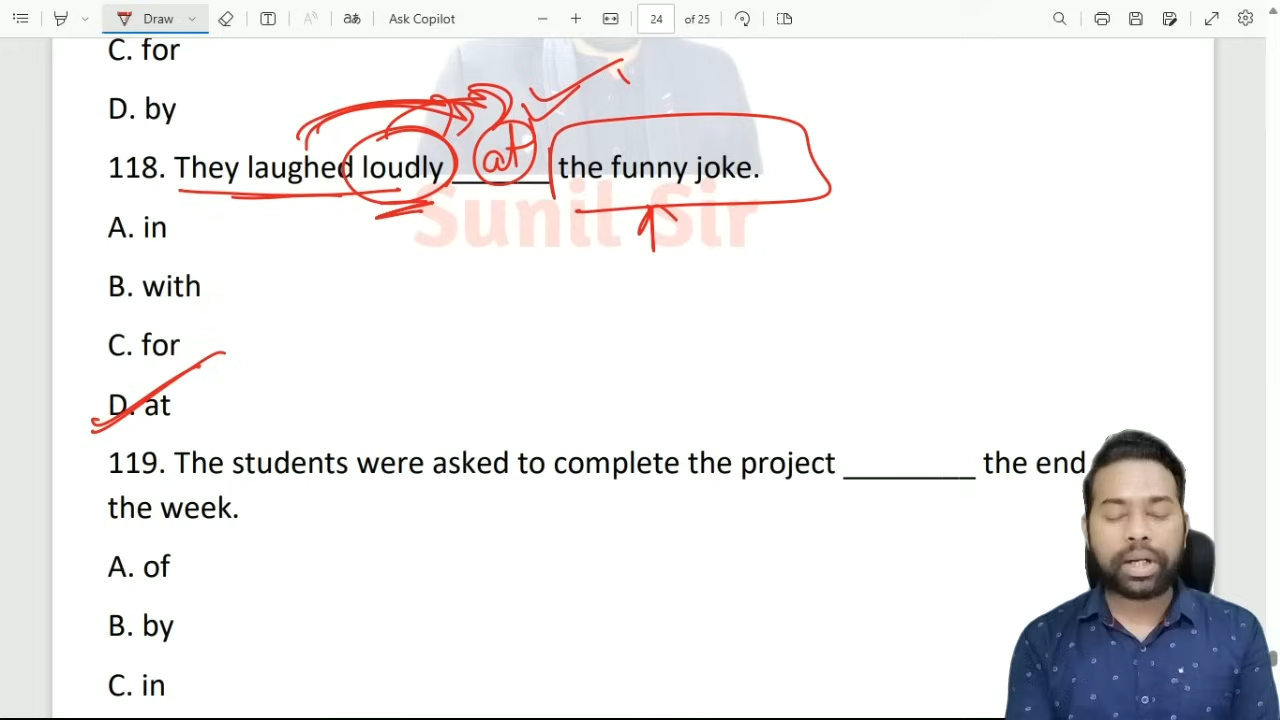 Draw
Ask Copilot
24 of 25
C. for
D. by
118. They laughed loudly ______ the funny joke.
at
Sunil Sir
A. in
B. with
C. for
D. at
119. The students were asked to complete the project ________ the end
the week.
A. of
B. by
C. in